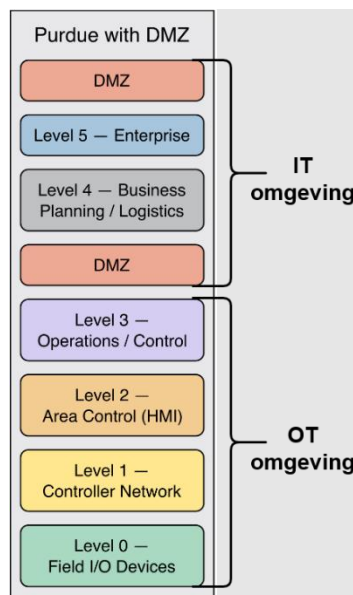 Purdue with DMZ
DMZ
Level 5 — Enterprise
Level 4 — Business
Planning / Logistics
DMZ
IT
omgeving
Level 3 —
Operations / Control
Level 2 —
Area Control (HMI)
Level 1 —
Controller Network
Level 0 —
Field I/O Devices
OT
omgeving